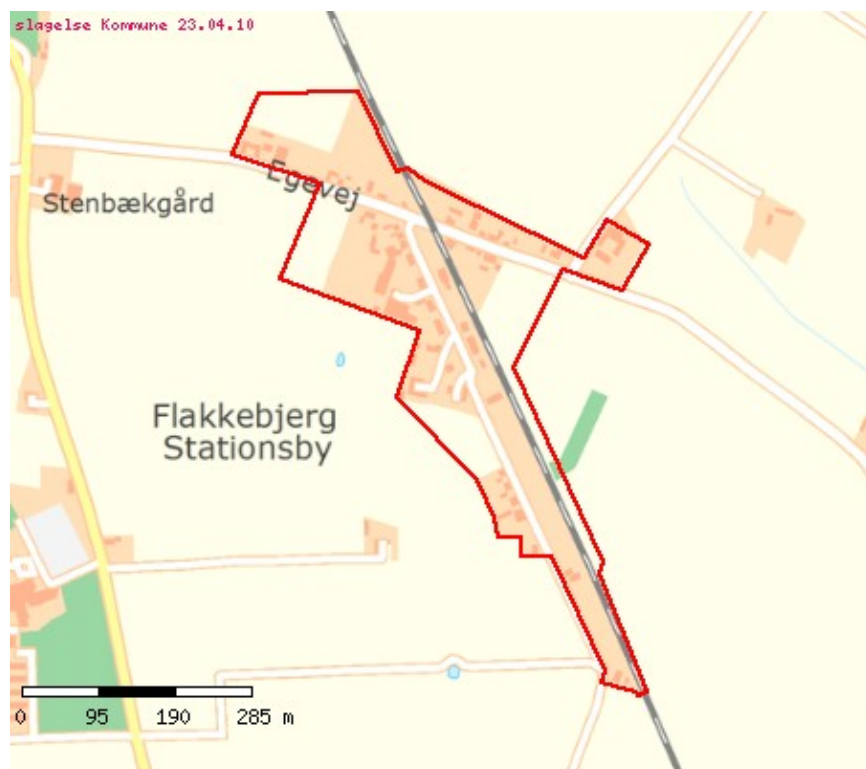 slagelse Kommune 23.04.10
Egevej
Stenbækgård
Flakkebjerg
Stationsby
0 95 190 285 m